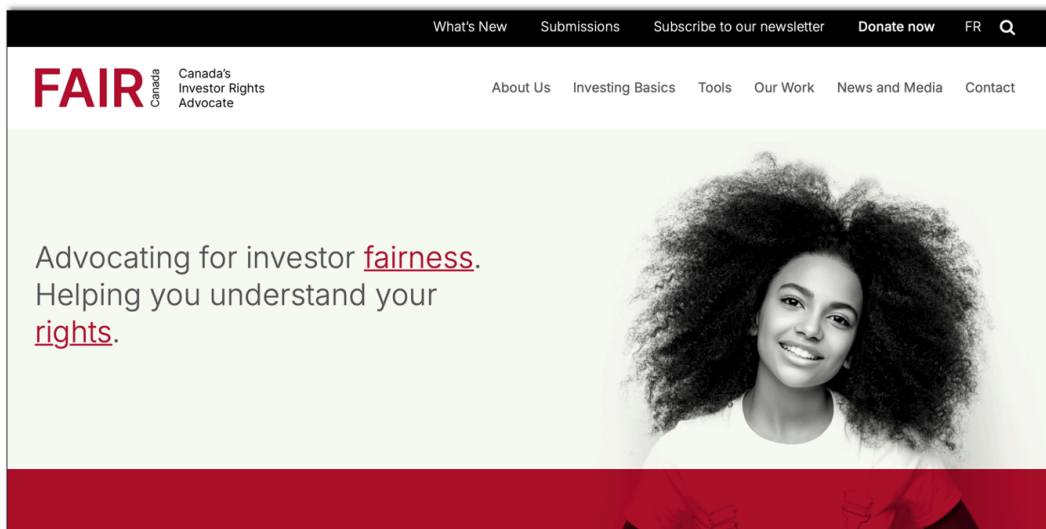 What's New Submissions Subscribe to our newsletter Donate now FR
FAIR Canada
Canada's
Investor Rights
Advocate
About Us Investing Basics Tools Our Work News and Media Contact
Advocating for investor fairness.
Helping you understand your
rights.